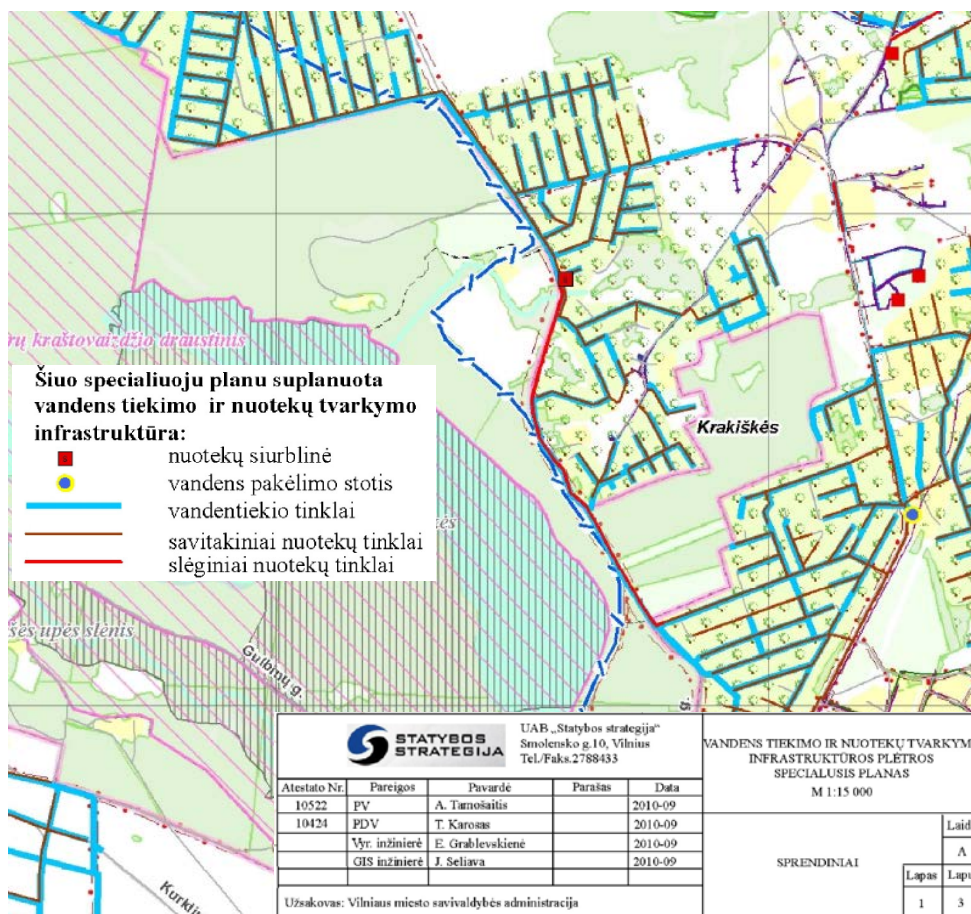 rų kraštovaizdžio draustinis
Šiuo specialiuoju planu suplanuota
vandens tiekimo ir nuotekų tvarkymo
infrastruktūra:
nuotekų siurblinė
vandens pakėlimo stotis
vandentiekio tinklai
savitakiniai nuotekų tinklai
slėginiai nuotekų tinklai
Krakiškės
šės upės slėnis
Gulbinų g.
Kurklin
STATYBOS
STRATEGIJA
UAB „Statybos strategija“
Smolensko g.10, Vilnius
Tel./Faks.2788433
VANDENS TIEKIMO IR NUOTEKŲ TVARKYM
INFRASTRUKTŪROS PLĖTROS
SPECIALUSIS PLANAS
M 1:15 000
Atestato Nr. Pareigos Pavardė Parašas Data
10522 PV A. Tamošaitis 2010-09
10424 PDV T. Karosas 2010-09
Vyr. inžinierė E. Grablevskienė 2010-09
GIS inžinierė J. Seliava 2010-09
Užsakovas: Vilniaus miesto savivaldybės administracija
SPRENDINIAI
Laid
A
Lapas Lapų
1 3